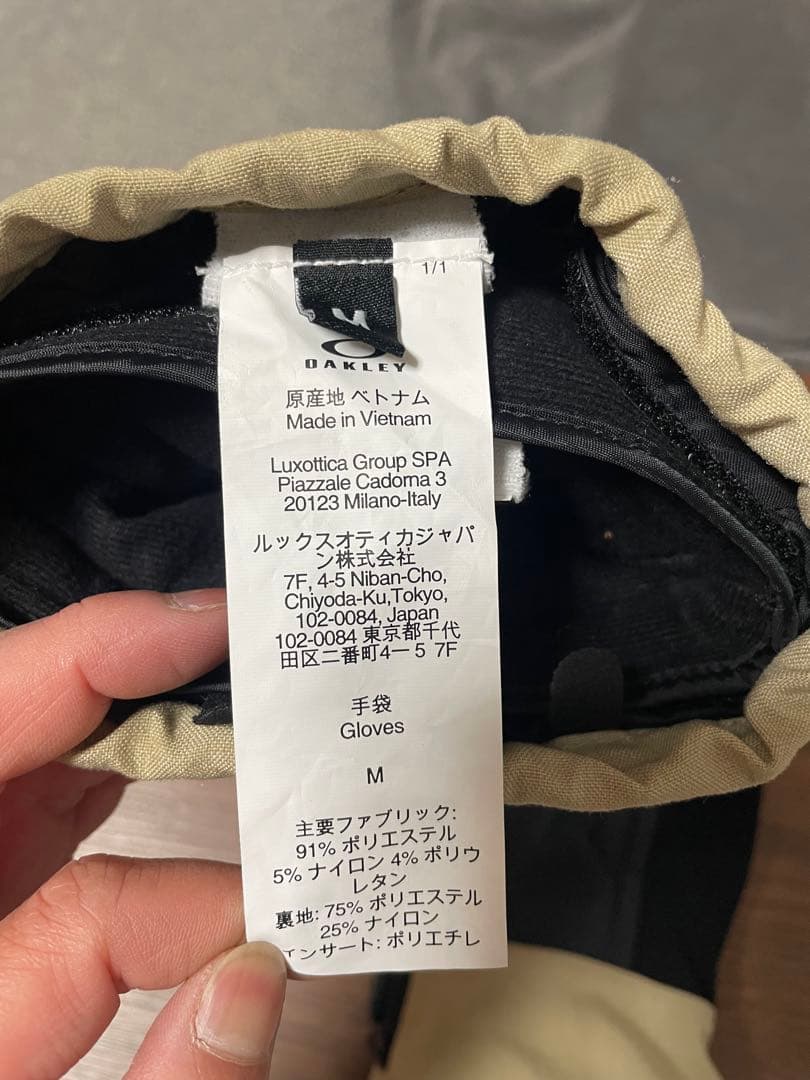 1/1
M
OAKLEY
原産地 ベトナム
Made in Vietnam
Luxottica Group SPA
Piazzale Cadorna 3
20123 Milano-Italy
ルックスオティカジャパ
ン株式会社
7F, 4-5 Niban-Cho,
Chiyoda-Ku,Tokyo,
102-0084, Japan
102-0084 東京都千代
田区二番町4ー5 7F
手袋
Gloves
M
主要ファブリック:
91% ポリエステル
5% ナイロン 4% ポリウ
レタン
裏地: 75% ポリエステル
25% ナイロン
インサート: ポリエチレ